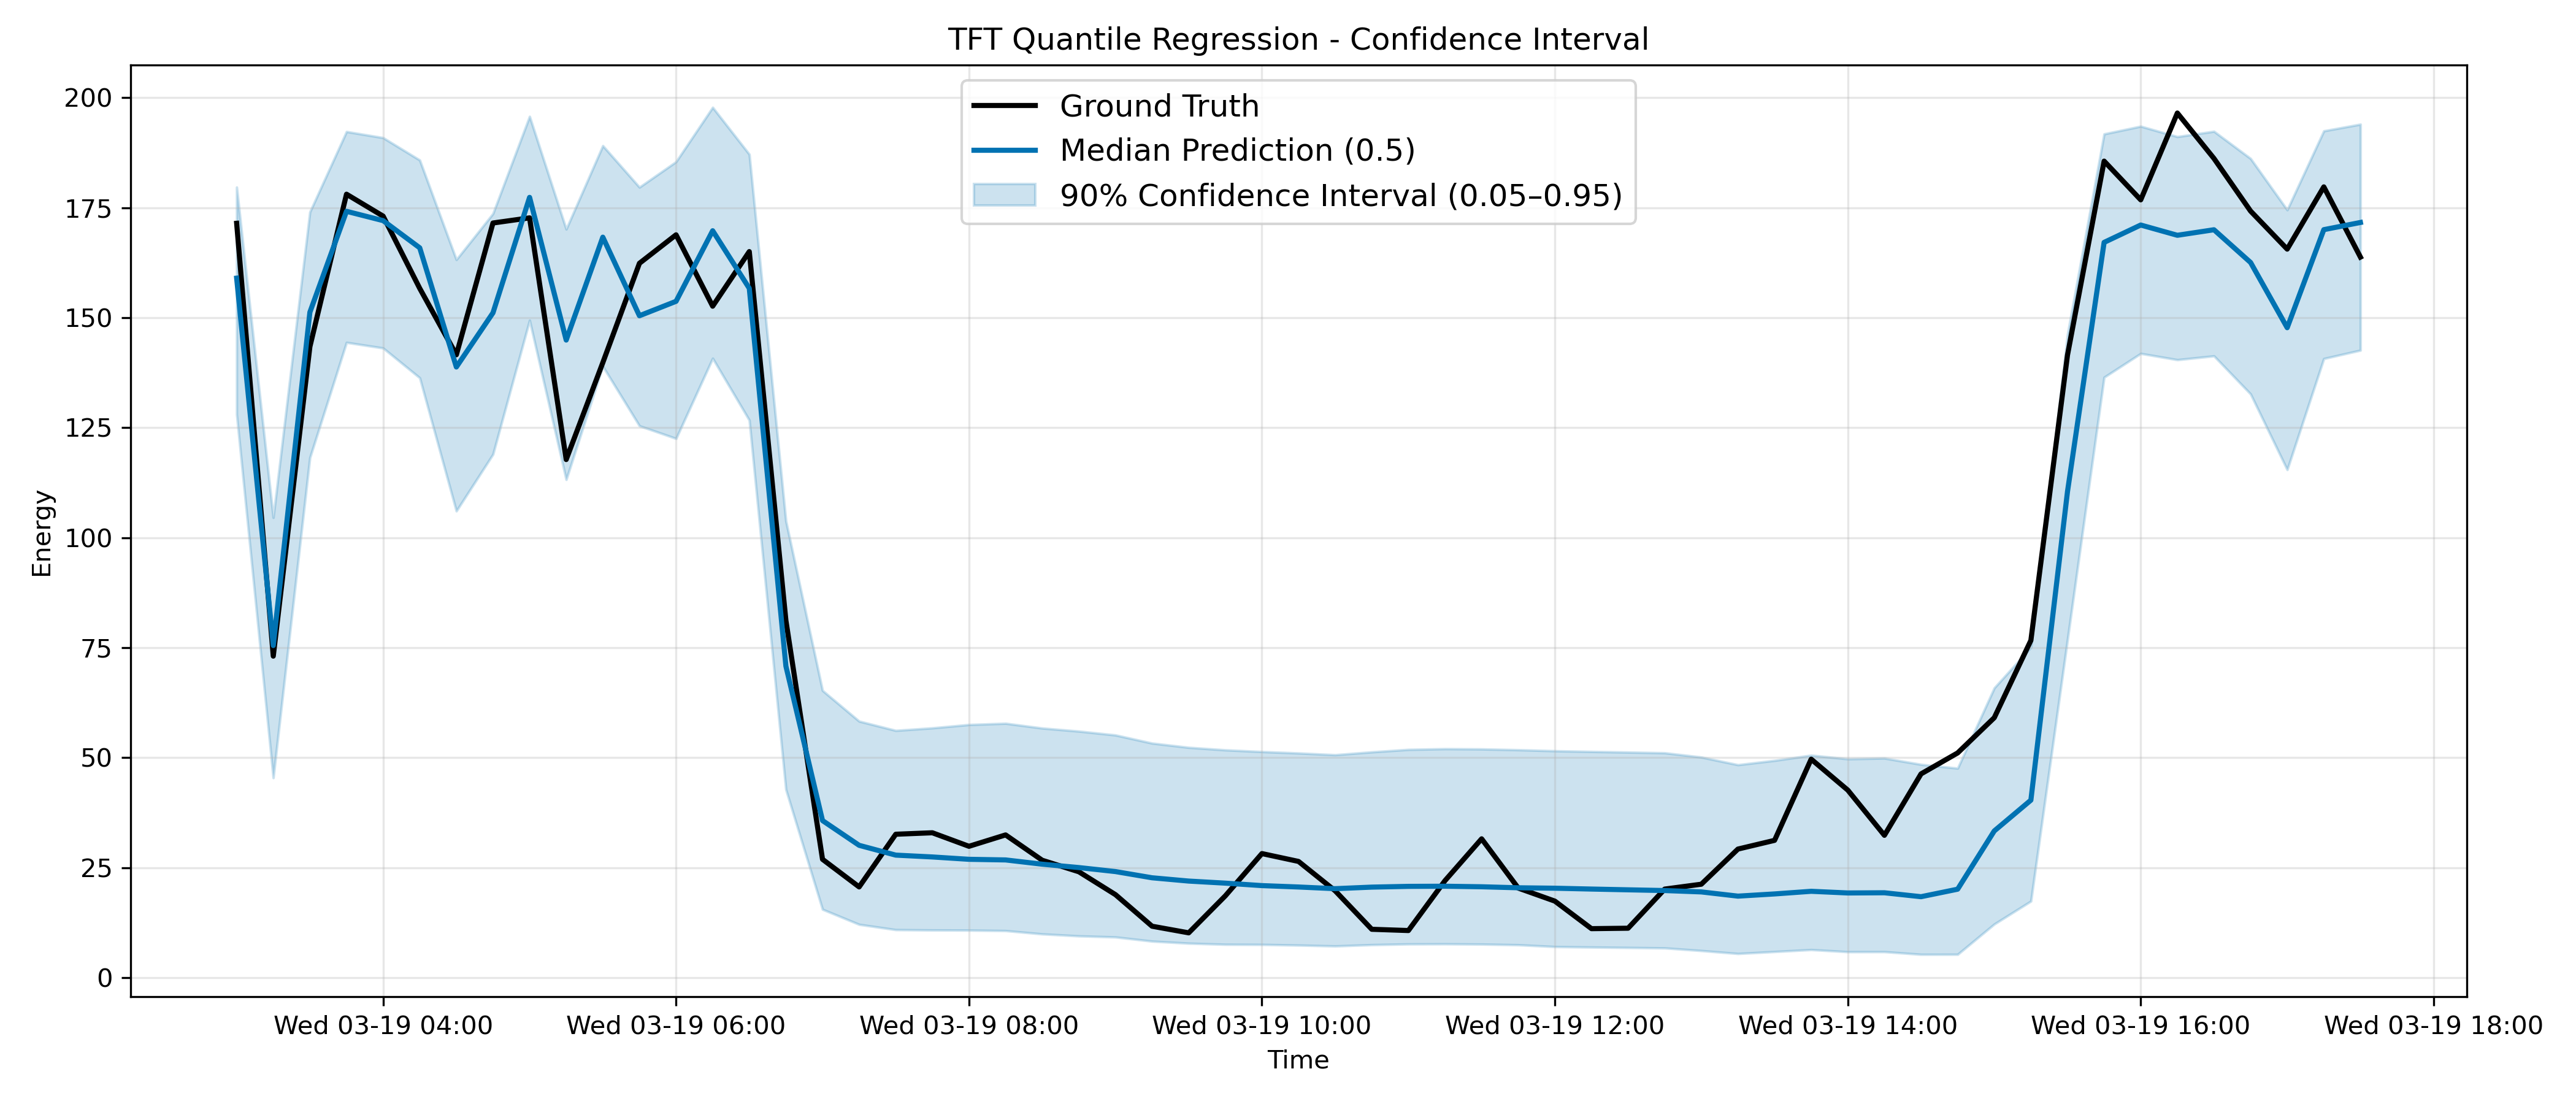 TFT Quantile Regression - Confidence Interval
Ground Truth
Median Prediction (0.5)
90% Confidence Interval (0.05–0.95)
Energy
200
175
150
125
100
75
50
25
0
Wed 03-19 04:00 Wed 03-19 06:00 Wed 03-19 08:00 Wed 03-19 10:00 Wed 03-19 12:00 Wed 03-19 14:00 Wed 03-19 16:00 Wed 03-19 18:00
Time